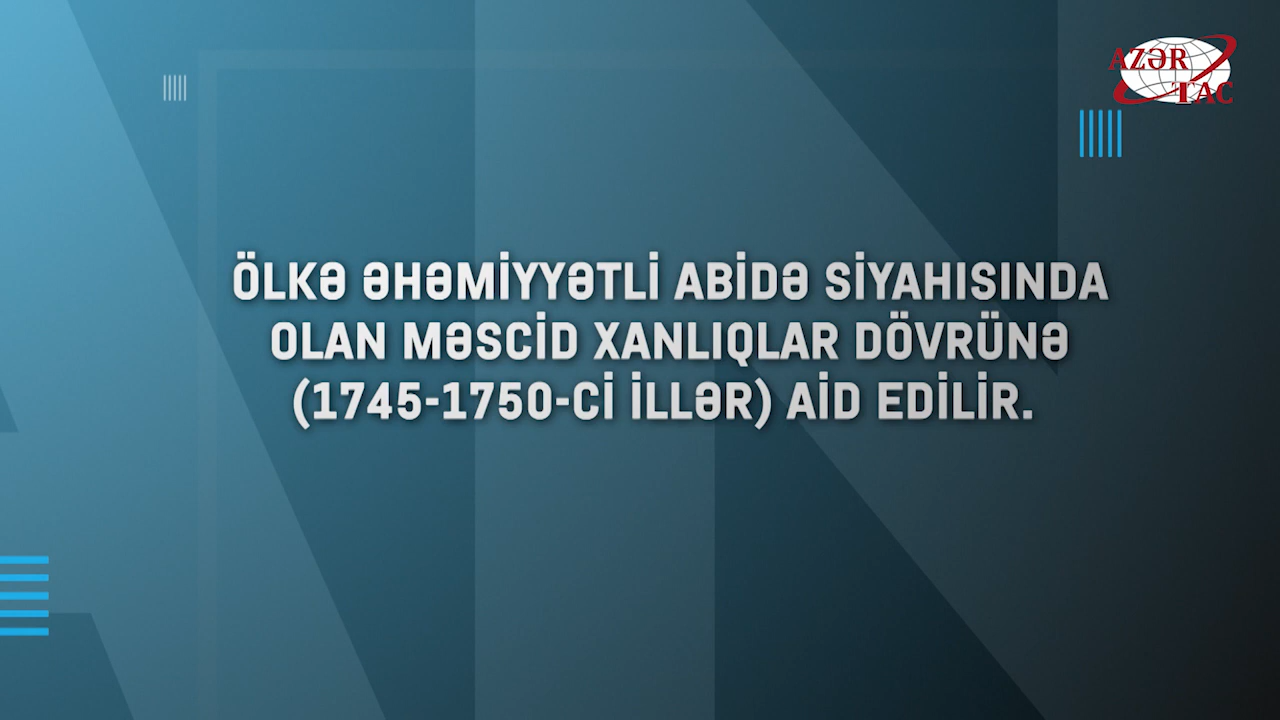 AZƏR
TAC
ÖLKƏ ƏHƏMİYYƏTLİ ABİDƏ SİYAHISINDA
OLAN MƏSCİD XANLIQLAR DÖVRÜNƏ
(1745-1750-Cİ İLLƏR) AİD EDİLİR.